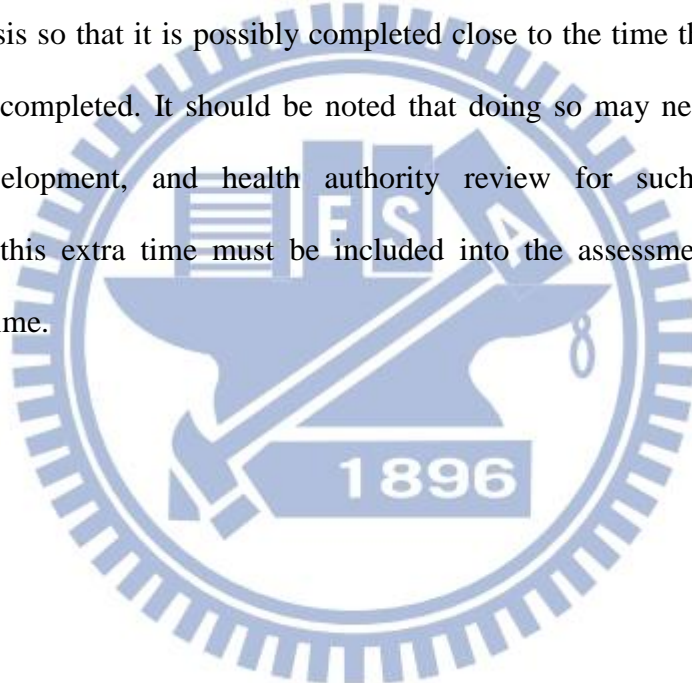 sis so that it is possibly completed close to the time th
completed. It should be noted that doing so may ne
elopment, and health authority review for such
this extra time must be included into the assessme
ime.
E S A
8
1896